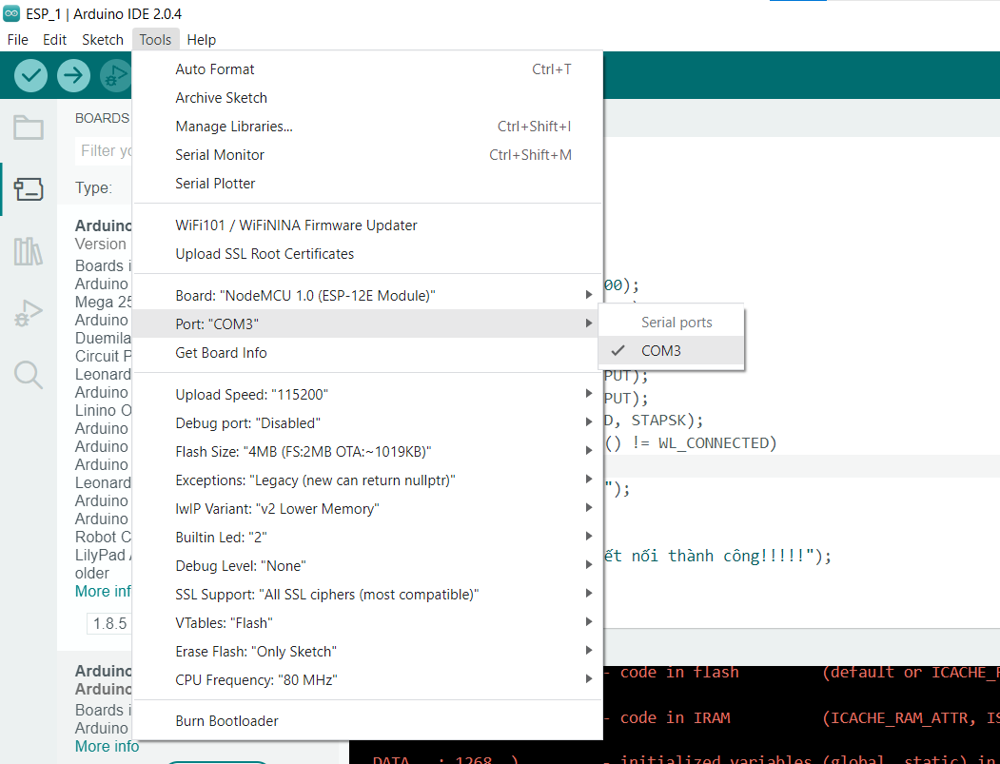 ESP_1 | Arduino IDE 2.0.4
File Edit Sketch Tools Help
Auto Format Ctrl+T
Archive Sketch
Manage Libraries... Ctrl+Shift+I
Serial Monitor Ctrl+Shift+M
Serial Plotter
WiFi101 / WiFiNINA Firmware Updater
Upload SSL Root Certificates
Board: "NodeMCU 1.0 (ESP-12E Module)"
Port: "COM3"
Get Board Info
Upload Speed: "115200"
Debug port: "Disabled"
Flash Size: "4MB (FS:2MB OTA:~1019KB)"
Exceptions: "Legacy (new can return nullptr)"
lwIP Variant: "v2 Lower Memory"
Builtin Led: "2"
Debug Level: "None"
SSL Support: "All SSL ciphers (most compatible)"
VTables: "Flash"
Erase Flash: "Only Sketch"
CPU Frequency: "80 MHz"
Burn Bootloader
Serial ports
COM3
BOARDS
Filter yo
Type:
Arduino
Version
Boards i
Arduino
Mega 25
Arduino
Duemila
Circuit P
Leonard
Arduino
Linino O
Arduino
Arduino
Arduino
Leonard
Arduino
Arduino
Robot C
LilyPad A
older
More inf
1.8.5
Arduino
Arduino
Boards i
Arduino
More info
00);
PUT);
PUT);
D, STAPSK);
() != WL_CONNECTED)
");
ết nối thành công!!!!!");
- code in flash (default or ICACHE_F
- code in IRAM (ICACHE_RAM_ATTR, IS
DATA : 1268 ) - initialized variables (global, static) in